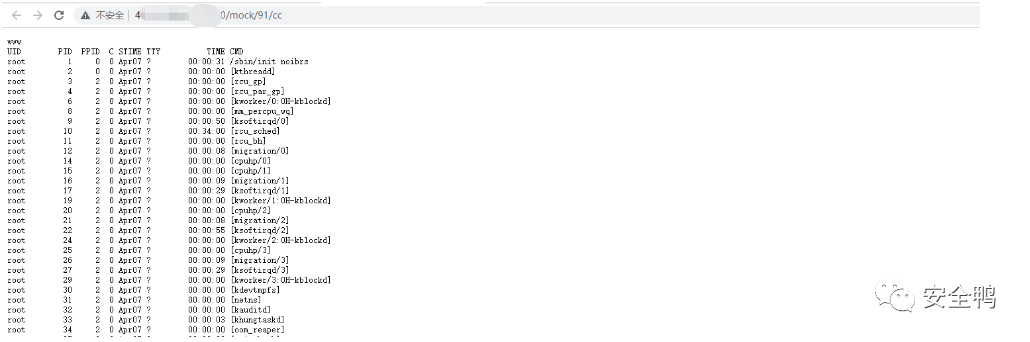 不安全 | 4 0/mock/91/cc
www
UID PID PPID C STIME TTY TIME CMD
root 1 0 0 Apr07 ? 00:00:31 /sbin/init noibrs
root 2 0 0 Apr07 ? 00:00:00 [kthreadd]
root 3 2 0 Apr07 ? 00:00:00 [rcu_gp]
root 4 2 0 Apr07 ? 00:00:00 [rcu_par_gp]
root 6 2 0 Apr07 ? 00:00:00 [kworker/0:0H-kblockd]
root 8 2 0 Apr07 ? 00:00:00 [mm_percpu_wq]
root 9 2 0 Apr07 ? 00:00:50 [ksoftirqd/0]
root 10 2 0 Apr07 ? 00:34:00 [rcu_sched]
root 11 2 0 Apr07 ? 00:00:00 [rcu_bh]
root 12 2 0 Apr07 ? 00:00:08 [migration/0]
root 14 2 0 Apr07 ? 00:00:00 [cpuhp/0]
root 15 2 0 Apr07 ? 00:00:00 [cpuhp/1]
root 16 2 0 Apr07 ? 00:00:09 [migration/1]
root 17 2 0 Apr07 ? 00:00:29 [ksoftirqd/1]
root 19 2 0 Apr07 ? 00:00:00 [kworker/1:0H-kblockd]
root 20 2 0 Apr07 ? 00:00:00 [cpuhp/2]
root 21 2 0 Apr07 ? 00:00:08 [migration/2]
root 22 2 0 Apr07 ? 00:00:55 [ksoftirqd/2]
root 24 2 0 Apr07 ? 00:00:00 [kworker/2:0H-kblockd]
root 25 2 0 Apr07 ? 00:00:00 [cpuhp/3]
root 26 2 0 Apr07 ? 00:00:09 [migration/3]
root 27 2 0 Apr07 ? 00:00:29 [ksoftirqd/3]
root 29 2 0 Apr07 ? 00:00:00 [kworker/3:0H-kblockd]
root 30 2 0 Apr07 ? 00:00:00 [kdevtmpfs]
root 31 2 0 Apr07 ? 00:00:00 [netns]
root 32 2 0 Apr07 ? 00:00:00 [kauditd]
root 33 2 0 Apr07 ? 00:00:03 [khungtaskd]
root 34 2 0 Apr07 ? 00:00:00 [oom_reaper]
安全鸭